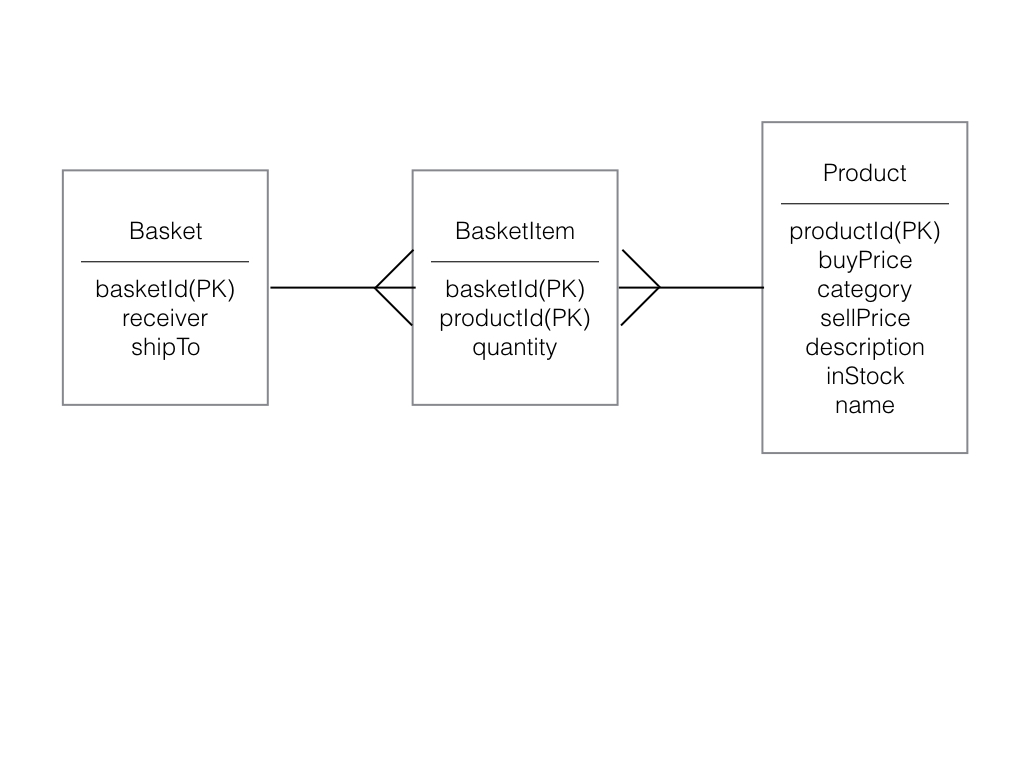 Basket
basketId(PK)
receiver
shipTo
BasketItem
basketId(PK)
productId(PK)
quantity
Product
productId(PK)
buyPrice
category
sellPrice
description
inStock
name